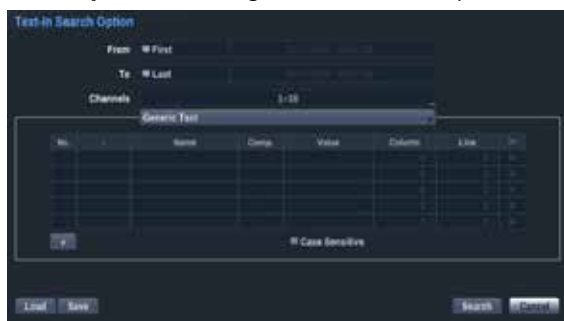 Text-In Search Option
From First
To Last
Channels 1~16
Generic Text
No. Name Comp. Value Column Line
+ Case Sensitive
Load Save Search Cancel